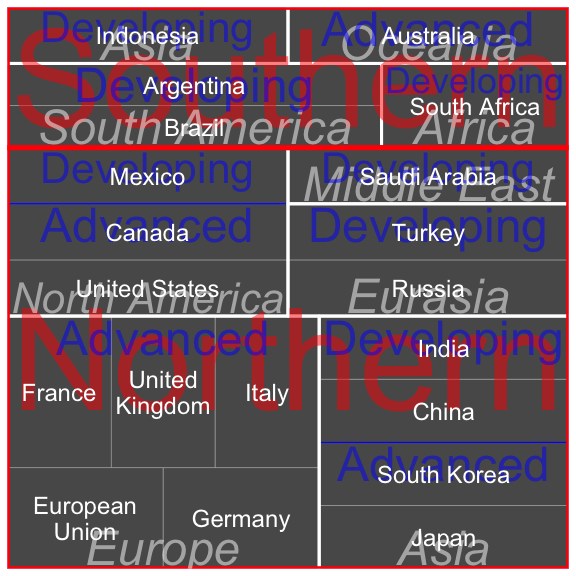 Southern
Developing
Indonesia
Asia
Advanced
Australia
Oceania
Developing
Argentina
Brazil
South America
Developing
South Africa
Africa
Northern
Developing
Mexico
Advanced
Canada
United States
North America
Developing
Saudi Arabia
Middle East
Developing
Turkey
Russia
Eurasia
Advanced
France
United
Kingdom
Italy
European
Union
Germany
Europe
Developing
India
China
Advanced
South Korea
Japan
Asia